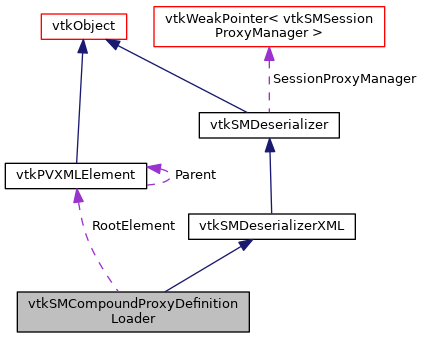 vtkObject
vtkWeakPointer< vtkSMSession
ProxyManager >
SessionProxyManager
vtkSMDeserializer
vtkPVXMLElement
Parent
RootElement
vtkSMDeserializerXML
vtkSMCompoundProxyDefinition
Loader